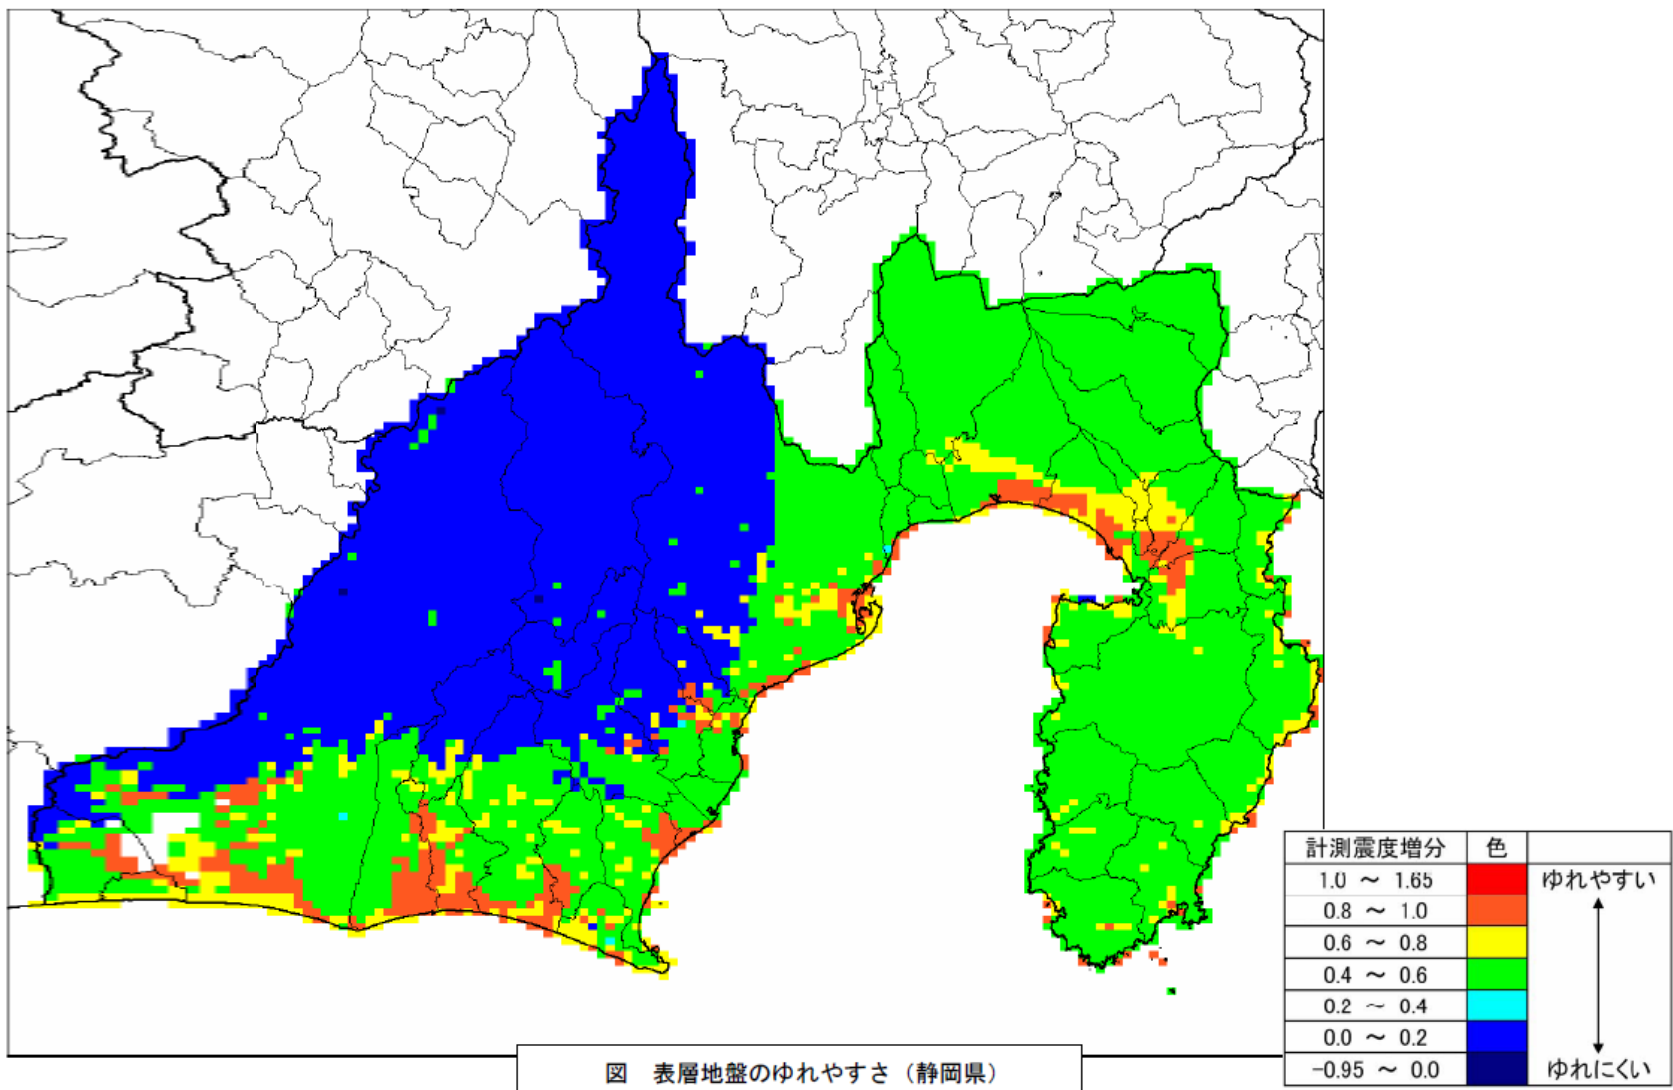 計測震度増分 色
1.0 ～ 1.65 ゆれやすい
0.8 ～ 1.0
0.6 ～ 0.8
0.4 ～ 0.6
0.2 ～ 0.4
0.0 ～ 0.2
-0.95 ～ 0.0 ゆれにくい
図 表層地盤のゆれやすさ（静岡県）